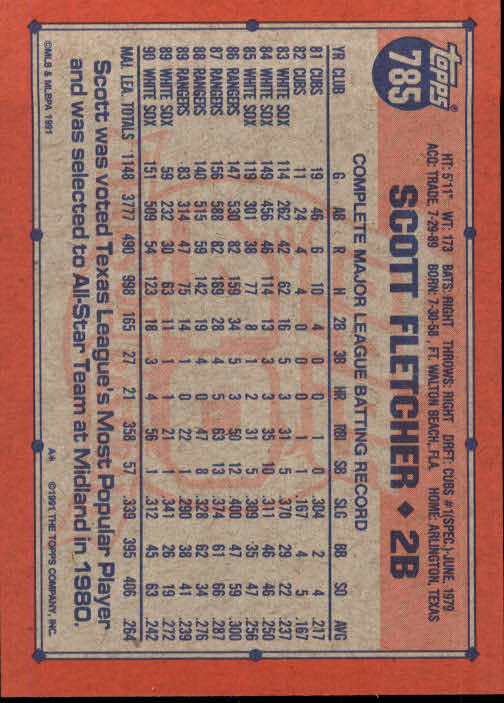 TOPPS®
785
HT: 5'11" WT: 173 BATS: RIGHT THROWS: RIGHT DRFT: CUBS #1(SPEC)-JUNE, 1979
ACQ: TRADE, 7-29-89 BORN: 7-30-58, FT. WALTON BEACH, FLA. HOME: ARLINGTON, TEXAS
SCOTT FLETCHER ◆ 2B
COMPLETE MAJOR LEAGUE BATTING RECORD
YR CLUB G AB R H 2B 3B HR RBI SB SLG BB SO AVG
81 CUBS 19 46 6 10 4 0 0 1 0 .304 2 4 .217
82 CUBS 11 24 4 4 0 0 0 1 1 .167 4 5 .167
83 WHITE SOX 114 262 42 62 16 5 3 31 5 .370 29 22 .237
84 WHITE SOX 149 456 46 114 13 3 3 35 10 .311 46 46 .250
85 WHITE SOX 119 301 38 77 8 1 2 31 5 .309 35 47 .256
86 RANGERS 147 530 82 159 34 5 3 50 12 .400 47 59 .300
87 RANGERS 156 588 82 169 28 4 5 63 13 .374 61 66 .287
88 RANGERS 140 515 59 142 19 4 0 47 8 .328 62 34 .276
89 RANGERS 83 314 47 75 14 1 0 22 1 .290 38 41 .239
89 WHITE SOX 59 232 30 63 11 1 1 21 1 .341 26 19 .272
90 WHITE SOX 151 509 54 123 18 3 4 56 1 .312 45 63 .242
MAJ. LEA. TOTALS 1148 3777 490 998 165 27 21 358 57 .339 395 406 .264
Scott was voted Texas League's Most Popular Player
and was selected to All-Star Team at Midland in 1980.
©MLB & MLBPA 1991
A* ©1991 THE TOPPS COMPANY, INC.